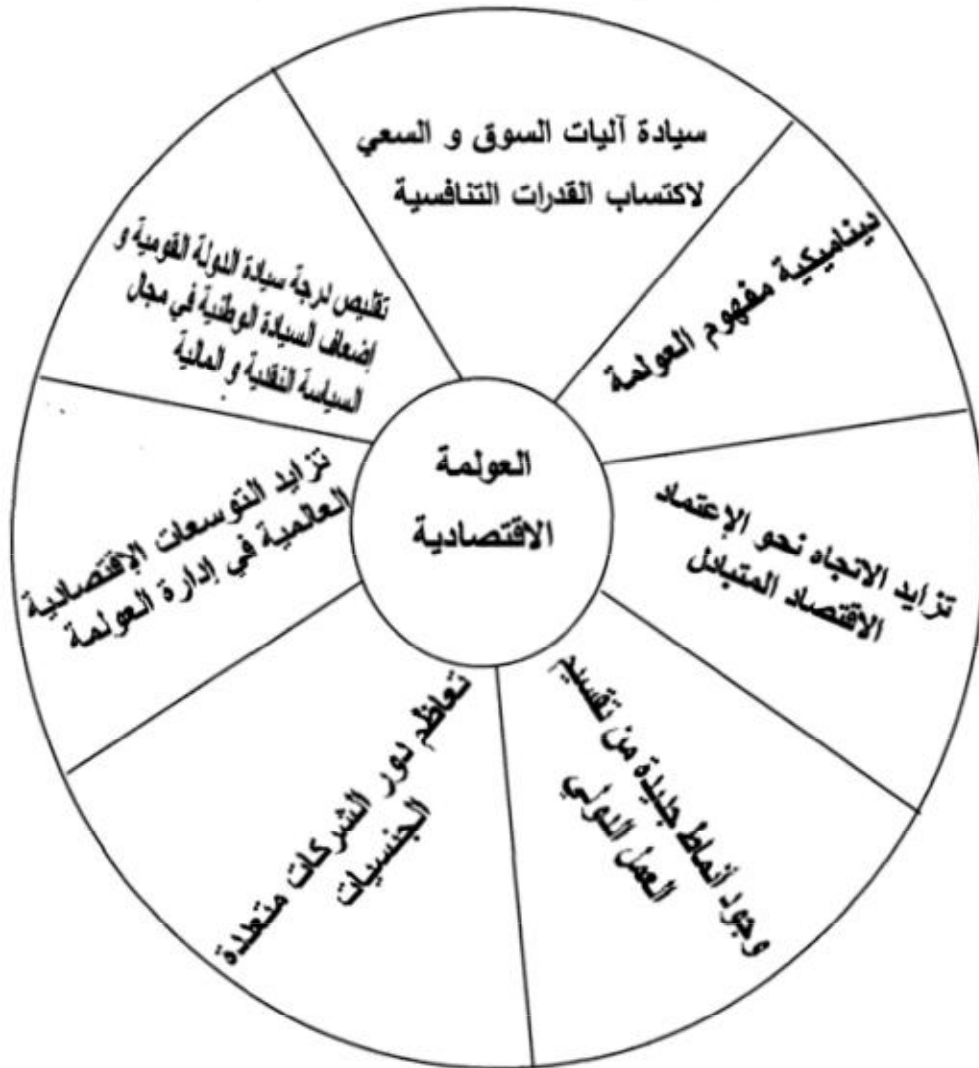 سيادة آليات السوق و السعي
لاكتساب القدرات التنافسية
ديناميكية مفهوم العولمة
تزايد الاتجاه نحو الإعتماد
الاقتصاد المتبادل
وجود أنماط جديدة من تقسيم
العمل الدولي
تعاظم دور الشركات متعددة
الجنسيات
تزايد التوسعات الإقتصادية
العالمية في إدارة العولمة
تقليص درجة سيادة الدولة القومية و
إضعاف السيادة الوطنية في مجال
السياسة النقدية و المالية
العولمة
الاقتصادية